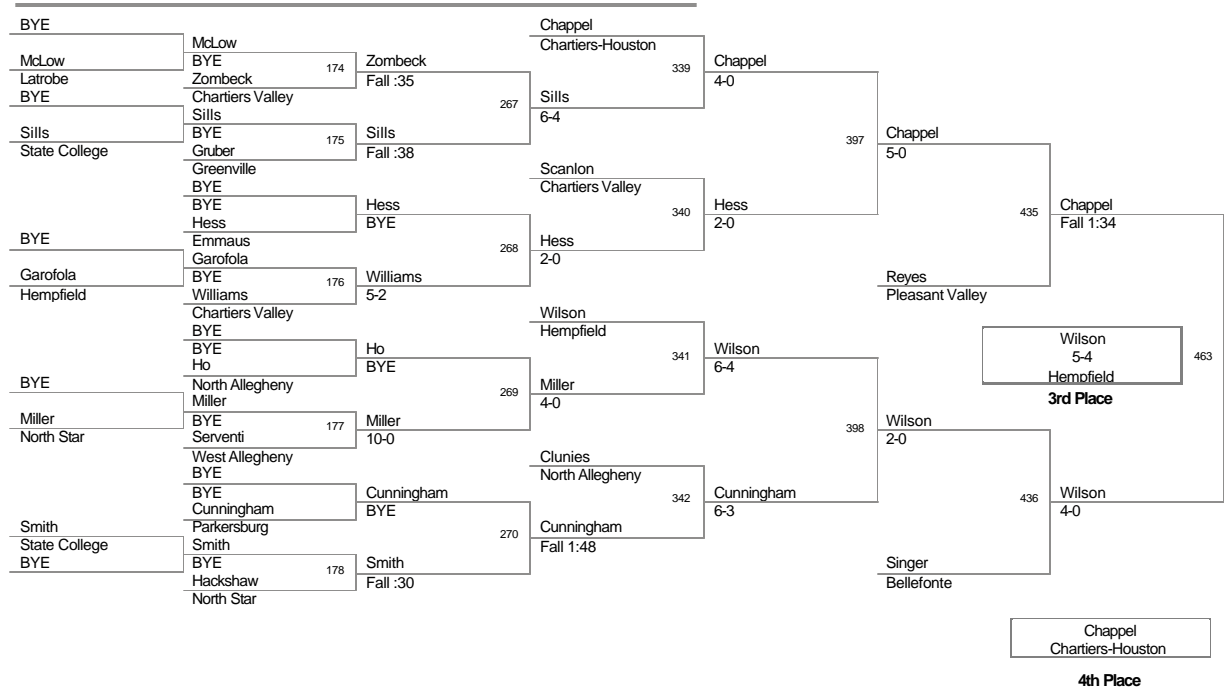 BYE
McLow
Latrobe
BYE
Sills
State College
BYE
Garofola
Hempfield
BYE
Miller
North Star
Smith
State College
BYE
McLow
BYE
174
Zombeck
Chartiers Valley
Sills
BYE
175
Gruber
Greenville
BYE
BYE
Hess
Emmaus
Garofola
BYE
176
Williams
Chartiers Valley
BYE
BYE
Ho
North Allegheny
Miller
BYE
177
Serventi
West Allegheny
BYE
BYE
Cunningham
Parkersburg
Smith
BYE
178
Hackshaw
North Star
Zombeck
Fall :35
267
Sills
Fall :38
Hess
BYE
268
Williams
5-2
Ho
BYE
269
Miller
10-0
Cunningham
BYE
270
Smith
Fall :30
Chappel
Chartiers-Houston
339
Sills
6-4
Scanlon
Chartiers Valley
340
Hess
2-0
Wilson
Hempfield
341
Miller
4-0
Clunies
North Allegheny
342
Cunningham
Fall 1:48
Chappel
4-0
397
Hess
2-0
Wilson
6-4
398
Cunningham
6-3
Chappel
5-0
435
Reyes
Pleasant Valley
Wilson
2-0
436
Singer
Bellefonte
Chappel
Fall 1:34
463
Wilson
4-0
Wilson
5-4
Hempfield
3rd Place
Chappel
Chartiers-Houston
4th Place